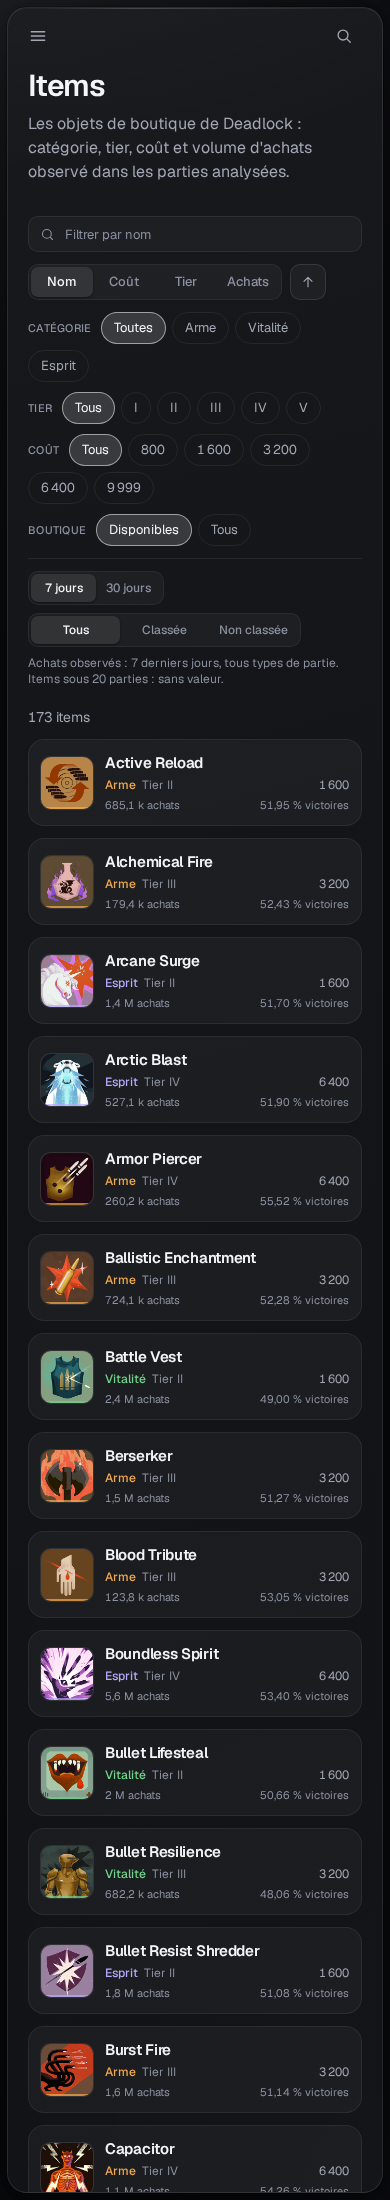 Items
Les objets de boutique de Deadlock :
catégorie, tier, coût et volume d'achats
observé dans les parties analysées.
Filtrer par nom
Nom Coût Tier Achats ↑
CATÉGORIE Toutes Arme Vitalité
Esprit
TIER Tous I II III IV V
COÛT Tous 800 1 600 3 200
6 400 9 999
BOUTIQUE Disponibles Tous
7 jours 30 jours
Tous Classée Non classée
Achats observés : 7 derniers jours, tous types de partie.
Items sous 20 parties : sans valeur.
173 items
Active Reload
Arme Tier II 1 600
685,1 k achats 51,95 % victoires
Alchemical Fire
Arme Tier III 3 200
179,4 k achats 52,43 % victoires
Arcane Surge
Esprit Tier II 1 600
1,4 M achats 51,70 % victoires
Arctic Blast
Esprit Tier IV 6 400
527,1 k achats 51,90 % victoires
Armor Piercer
Arme Tier IV 6 400
260,2 k achats 55,52 % victoires
Ballistic Enchantment
Arme Tier III 3 200
724,1 k achats 52,28 % victoires
Battle Vest
Vitalité Tier II 1 600
2,4 M achats 49,00 % victoires
Berserker
Arme Tier III 3 200
1,5 M achats 51,27 % victoires
Blood Tribute
Arme Tier III 3 200
123,8 k achats 53,05 % victoires
Boundless Spirit
Esprit Tier IV 6 400
5,6 M achats 53,40 % victoires
Bullet Lifesteal
Vitalité Tier II 1 600
2 M achats 50,66 % victoires
Bullet Resilience
Vitalité Tier III 3 200
682,2 k achats 48,06 % victoires
Bullet Resist Shredder
Esprit Tier II 1 600
1,8 M achats 51,08 % victoires
Burst Fire
Arme Tier III 3 200
1,6 M achats 51,14 % victoires
Capacitor
Arme Tier IV 6 400
1,1 M achats 54,26 % victoires